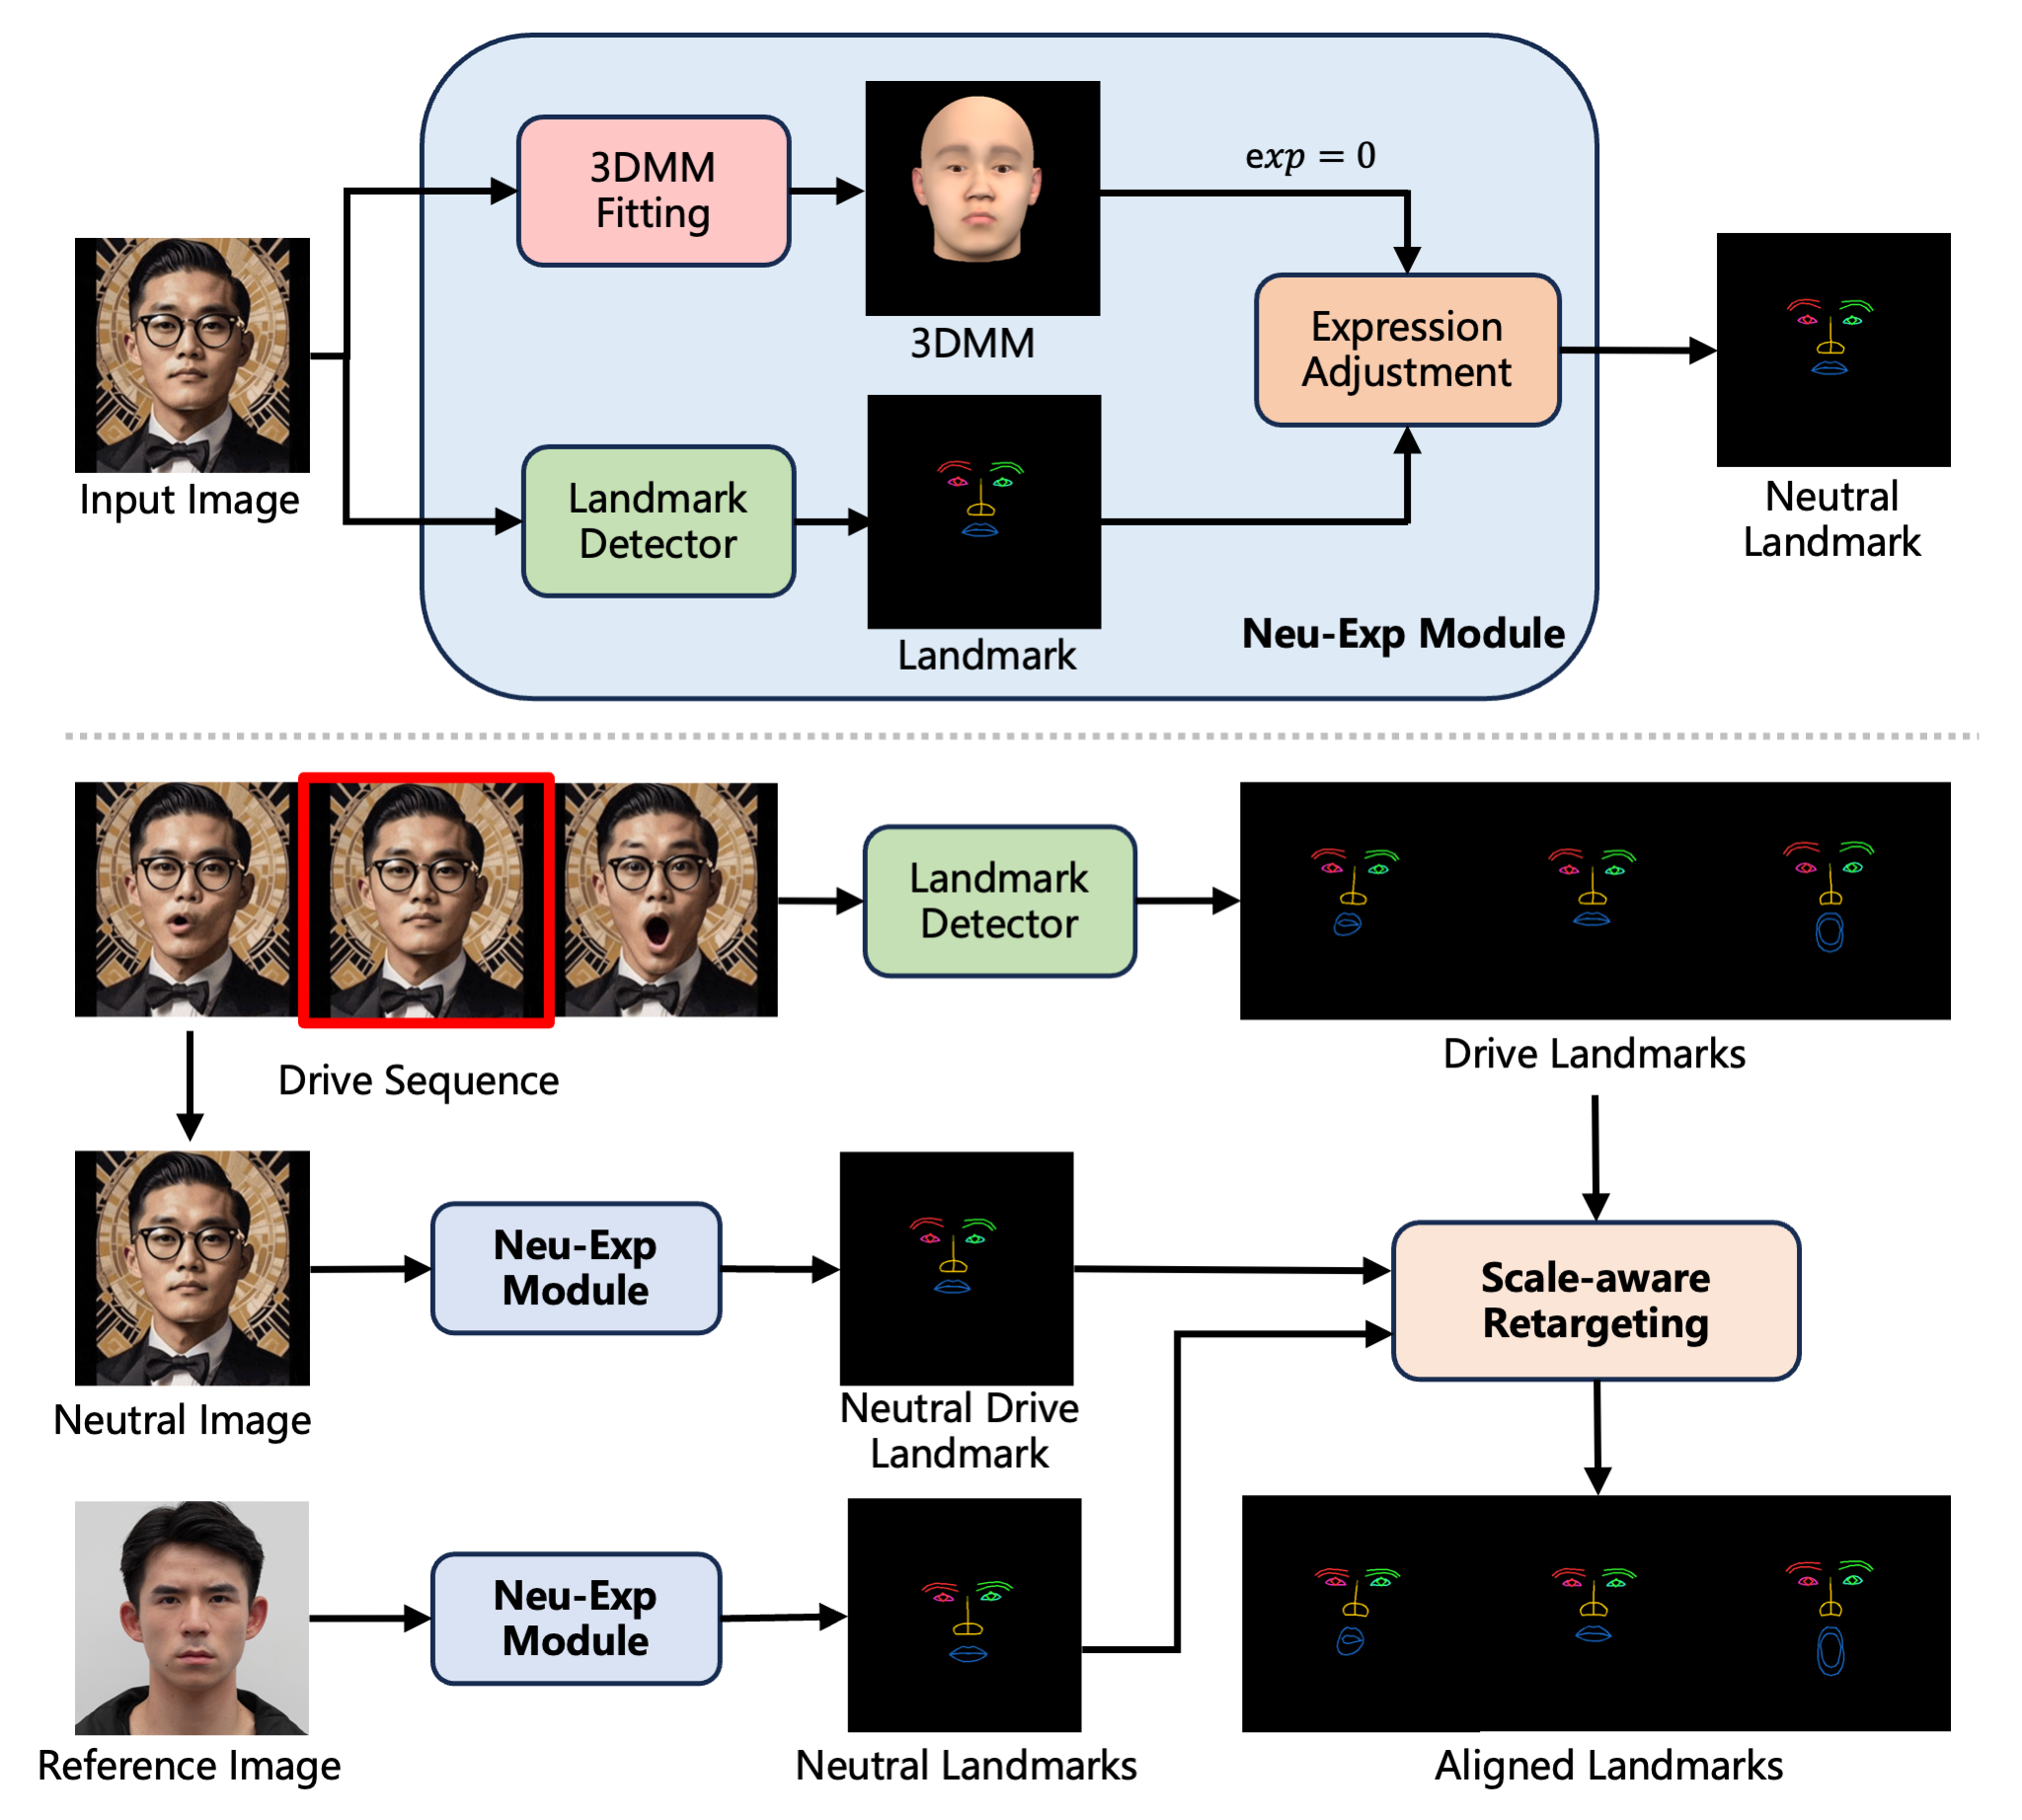 3DMM
Fitting
3DMM
exp = 0
Expression
Adjustment
Input Image
Landmark
Detector
Landmark
Neutral
Landmark
Neu-Exp Module
Drive Sequence
Landmark
Detector
Drive Landmarks
Neutral Image
Neu-Exp
Module
Neutral Drive
Landmark
Scale-aware
Retargeting
Reference Image
Neu-Exp
Module
Neutral Landmarks
Aligned Landmarks